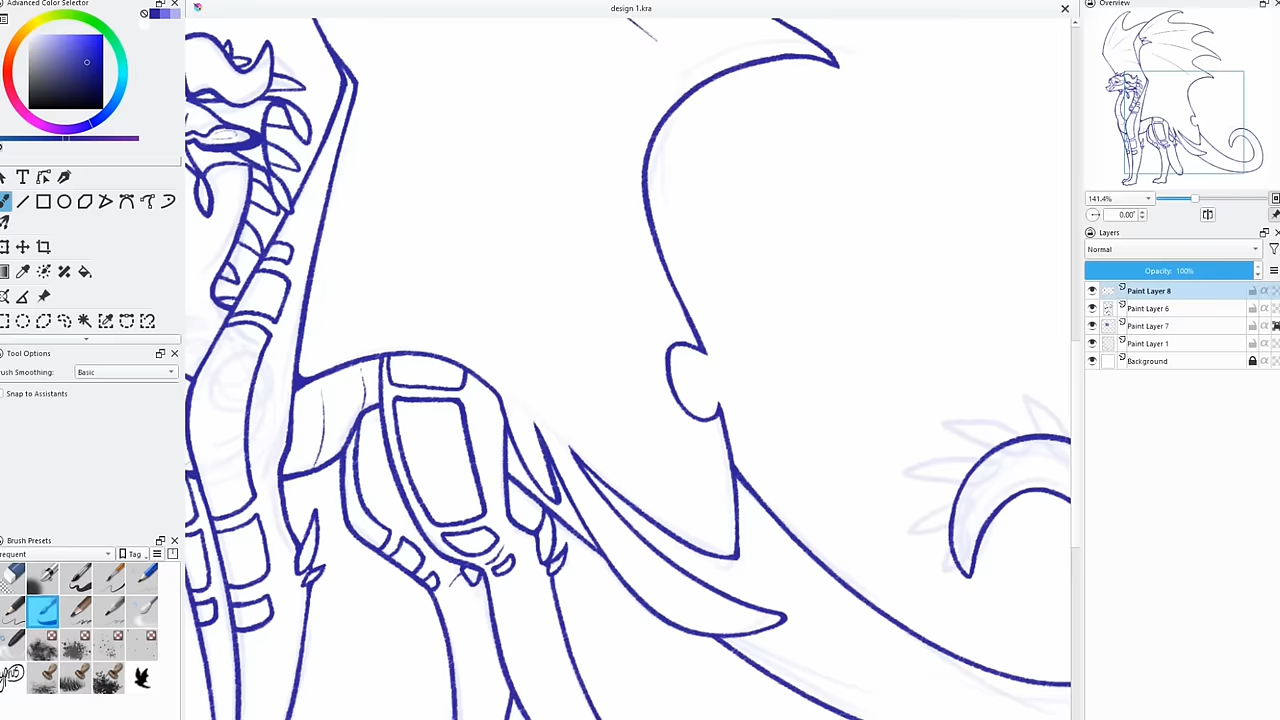 Advanced Color Selector
design 1.kra
Overview
141.4%
0.00°
Layers
Normal
Opacity: 100%
Paint Layer 8
Paint Layer 6
Paint Layer 7
Paint Layer 1
Background
Tool Options
rush Smoothing:
Basic
Snap to Assistants
Brush Presets
requent
Tag